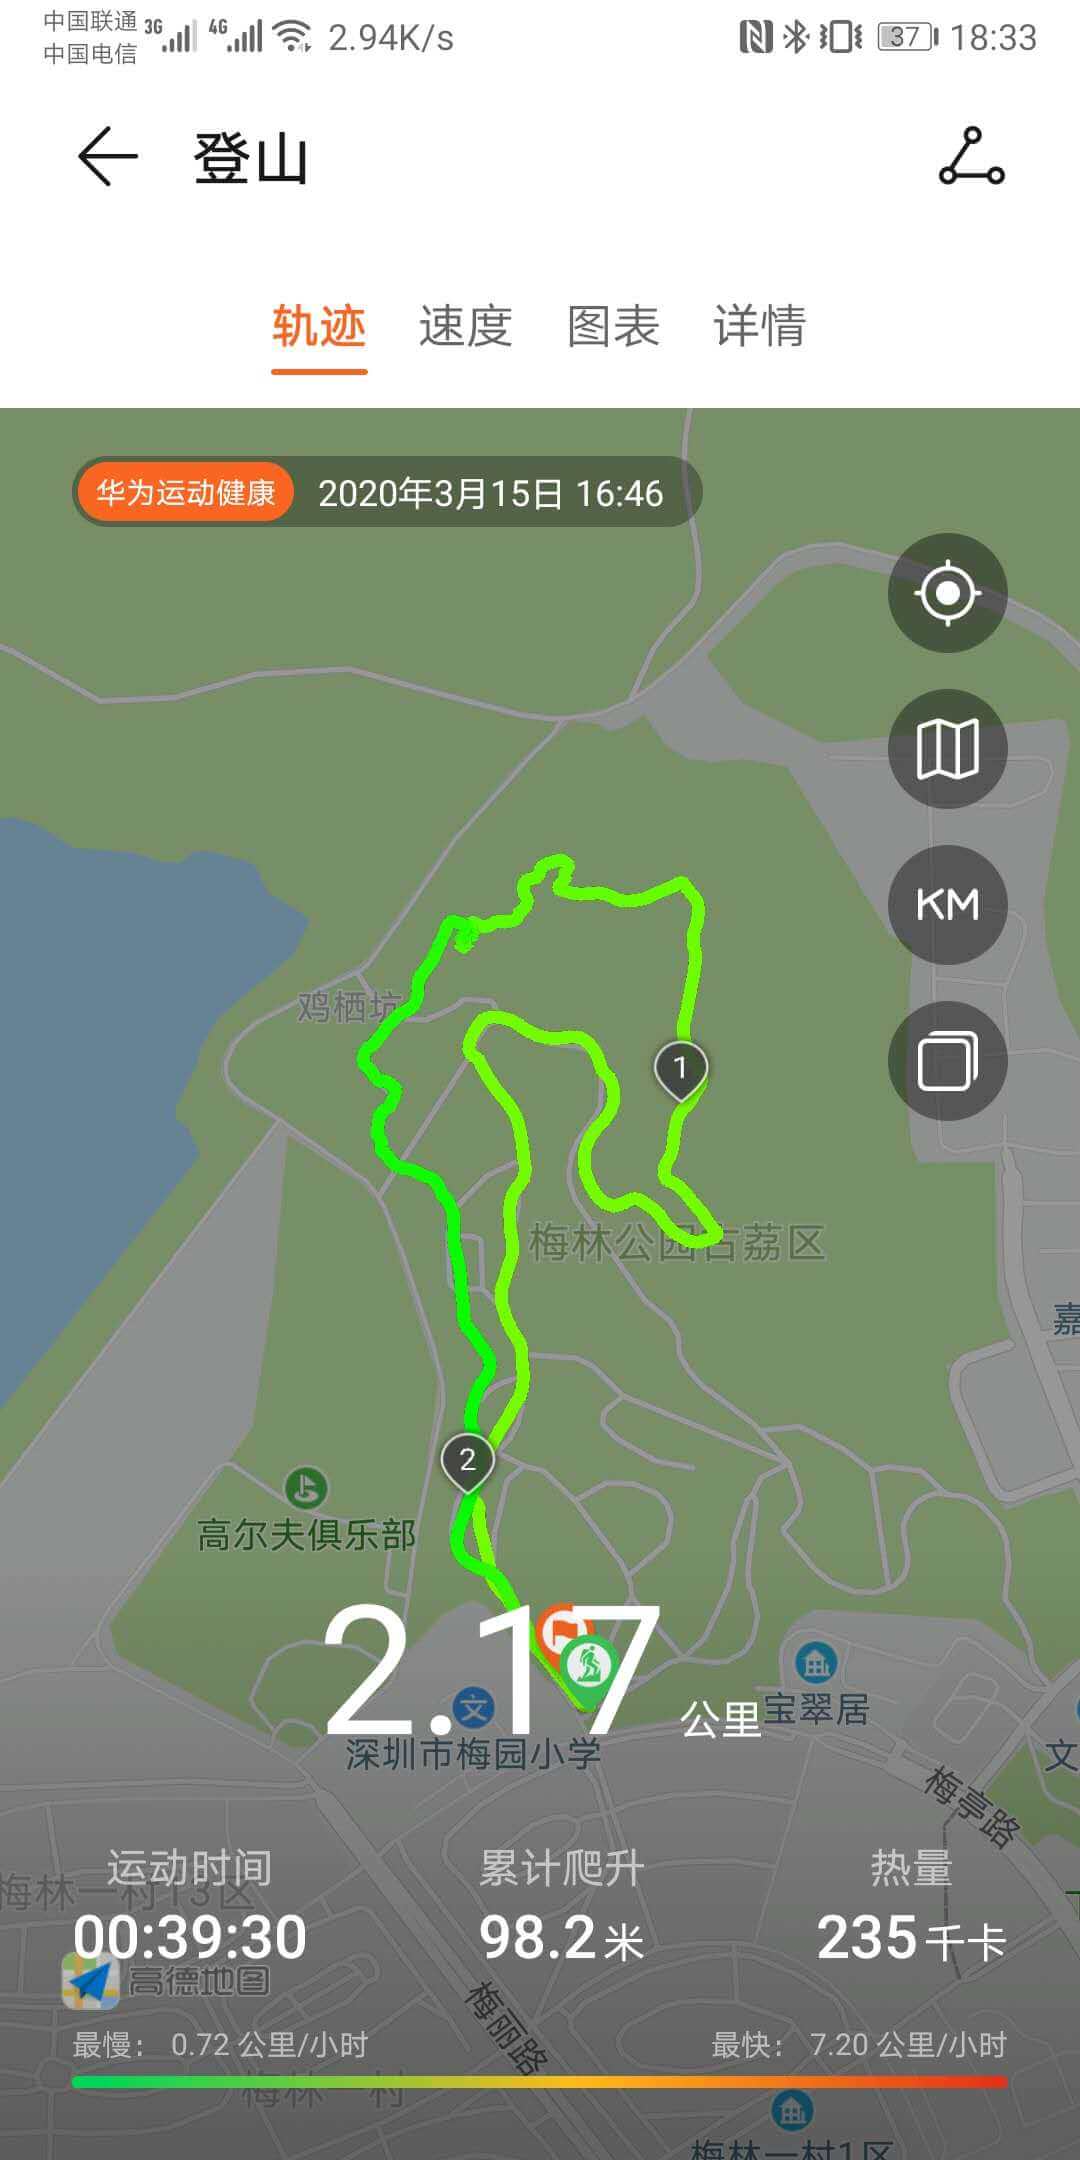 中国联通 3G 4G 2.94K/s 37 18:33
中国电信
登山
轨迹 速度 图表 详情
华为运动健康 2020年3月15日 16:46
KM
鸡栖坑
1
梅林公园古荔区
嘉
2
高尔夫俱乐部
2.17 公里
宝翠居
深圳市梅园小学
文
文
梅亭路
运动时间 累计爬升 热量
梅林一村13区
00:39:30 98.2米 235千卡
高德地图
梅丽路
最慢： 0.72 公里/小时 最快： 7.20 公里/小时
梅林一村
梅林一村1区